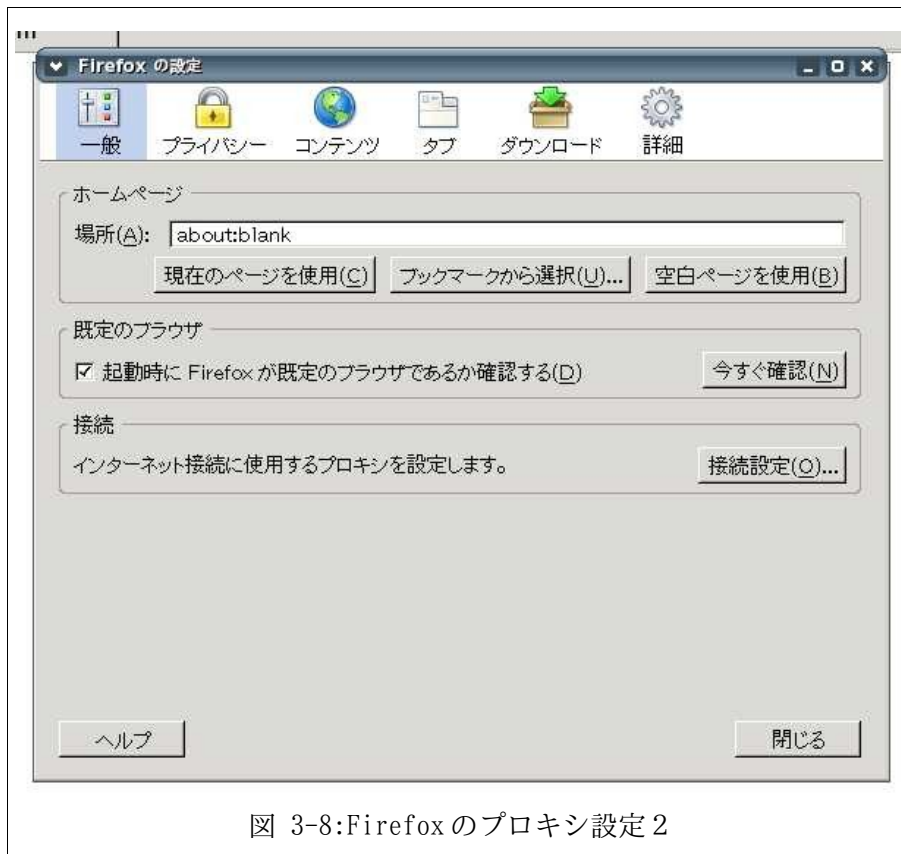 Firefox の設定
一般 プライバシー コンテンツ タブ ダウンロード 詳細
ホームページ
場所(A): about:blank
現在のページを使用(C) ブックマークから選択(U)... 空白ページを使用(B)
既定のブラウザ
起動時に Firefox が既定のブラウザであるか確認する(D) 今すぐ確認(N)
接続
インターネット接続に使用するプロキシを設定します。 接続設定(O)...
ヘルプ 閉じる
図 3-8:Firefoxのプロキシ設定２